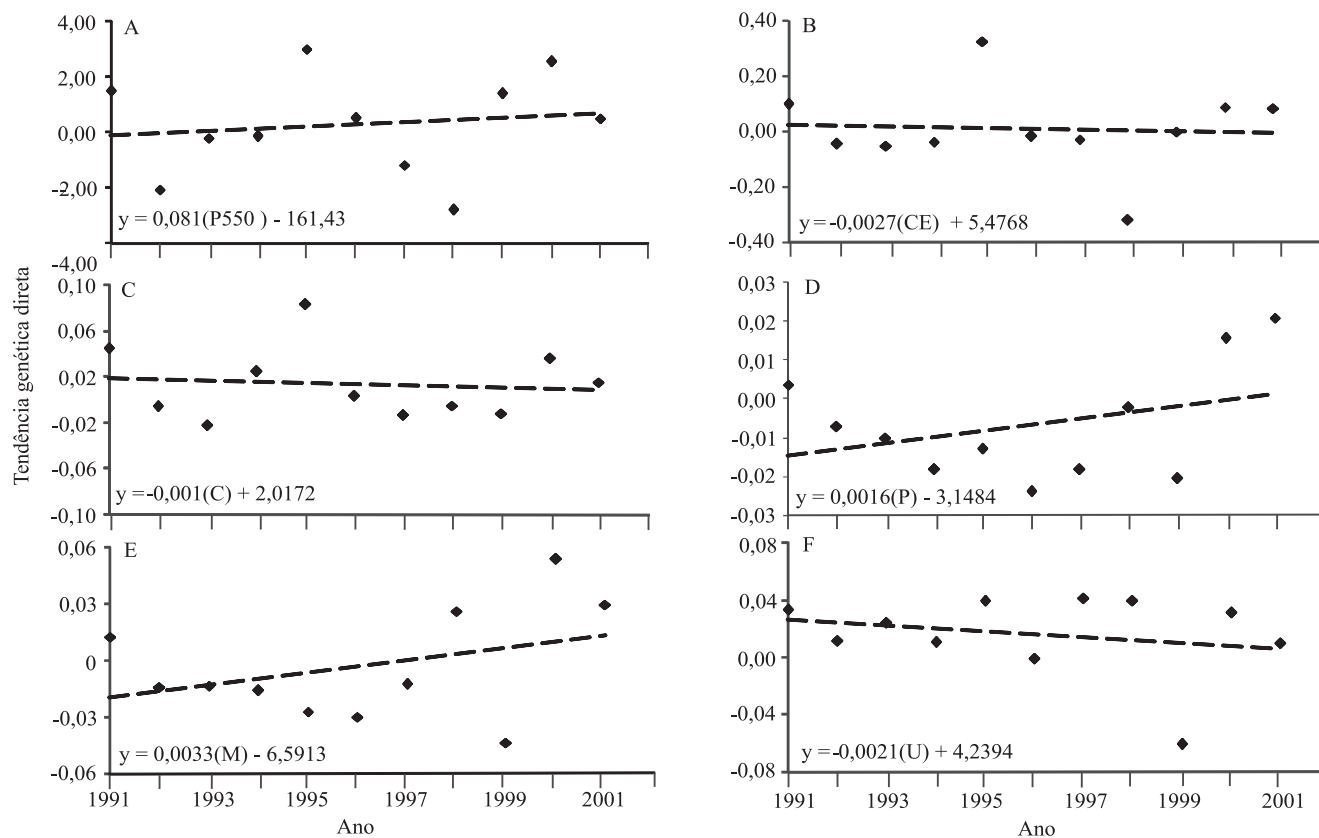 A
4,00
2,00
0,00
-2,00
-4,00
y = 0,081(P550 ) - 161,43
B
0,40
0,20
0,00
-0,20
-0,40
y =-0,0027(CE) + 5,4768
Tendência genética direta
C
0,10
0,06
0,02
-0,02
-0,06
-0,10
y =-0,001(C) + 2,0172
D
0,03
0,02
0,01
0,00
-0,01
-0,02
-0,03
y = 0,0016(P) - 3,1484
E
0,06
0,03
0
-0,03
-0,06
y = 0,0033(M) - 6,5913
1991 1993 1995 1997 1999 2001
Ano
F
0,08
0,04
0,00
-0,04
-0,08
y =-0,0021(U) + 4,2394
1991 1993 1995 1997 1999 2001
Ano